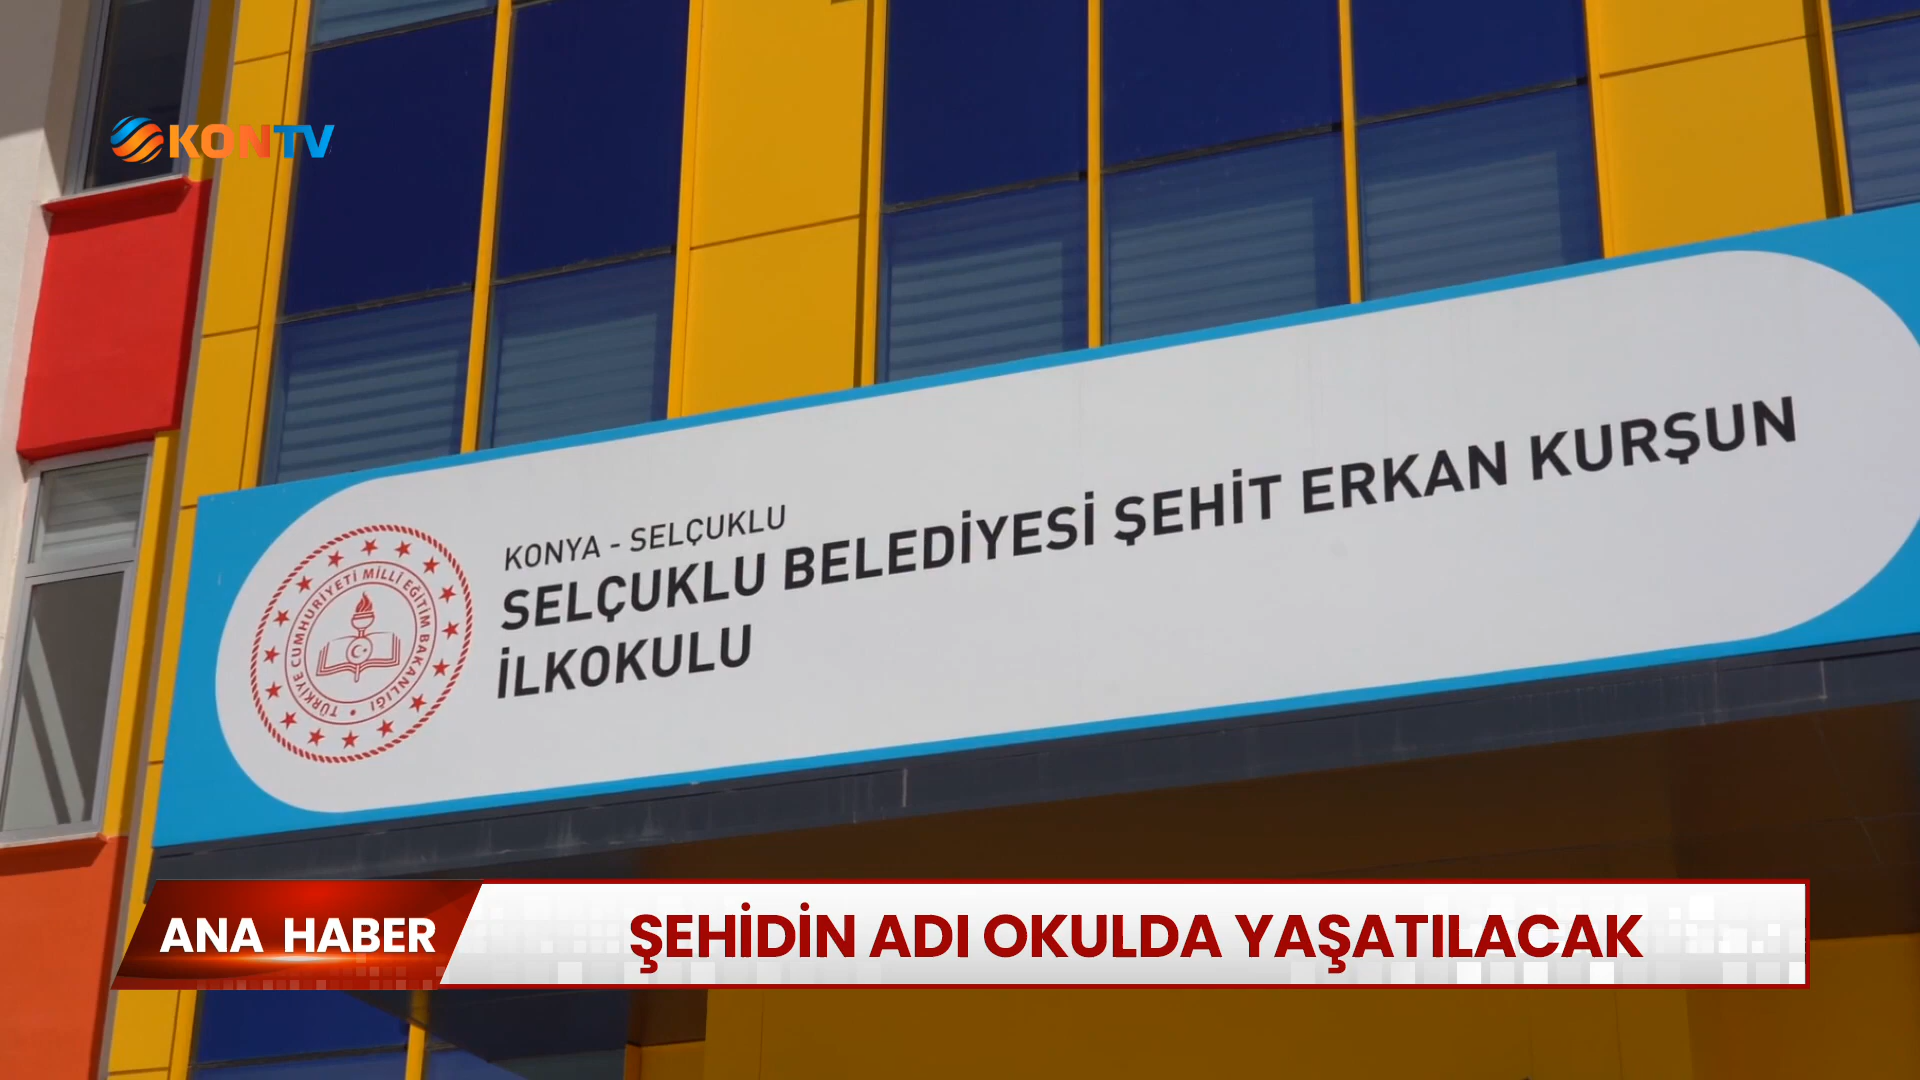 KONTV
KONYA - SELÇUKLU
SELÇUKLU BELEDİYESİ ŞEHİT ERKAN KURŞUN
İLKOKULU
TÜRKİYE CUMHURİYETİ MİLLÎ EĞİTİM BAKANLIĞI
ANA HABER
ŞEHİDİN ADI OKULDA YAŞATILACAK